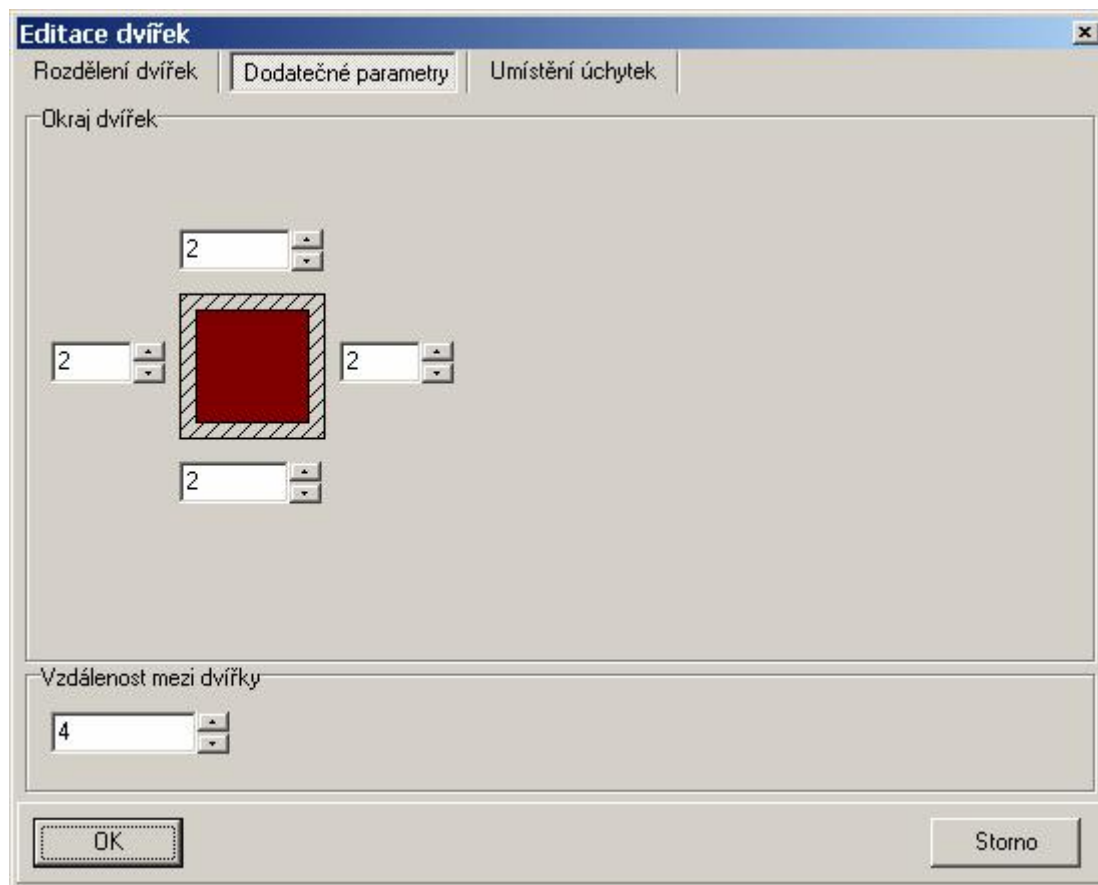 Editace dvířek
Rozdělení dvířek Dodatečné parametry Umístění úchytek
Okraj dvířek
2
2 2
2
Vzdálenost mezi dvířky
4
OK Storno